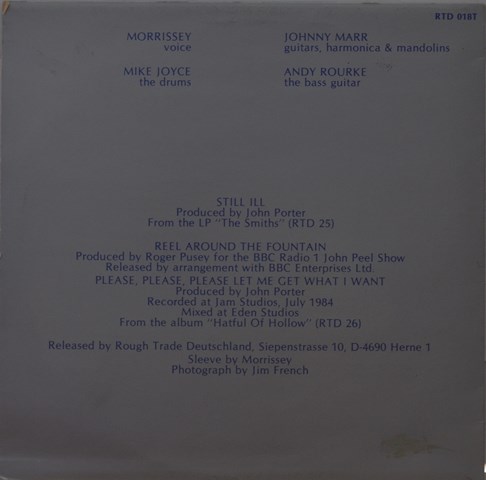 RTD 018T
MORRISSEY
voice
JOHNNY MARR
guitars, harmonica & mandolins
MIKE JOYCE
the drums
ANDY ROURKE
the bass guitar
STILL ILL
Produced by John Porter
From the LP "The Smiths" (RTD 25)
REEL AROUND THE FOUNTAIN
Produced by Roger Pusey for the BBC Radio 1 John Peel Show
Released by arrangement with BBC Enterprises Ltd.
PLEASE, PLEASE, PLEASE LET ME GET WHAT I WANT
Produced by John Porter
Recorded at Jam Studios, July 1984
Mixed at Eden Studios
From the album "Hatful Of Hollow" (RTD 26)
Released by Rough Trade Deutschland, Siepenstrasse 10, D-4690 Herne 1
Sleeve by Morrissey
Photograph by Jim French